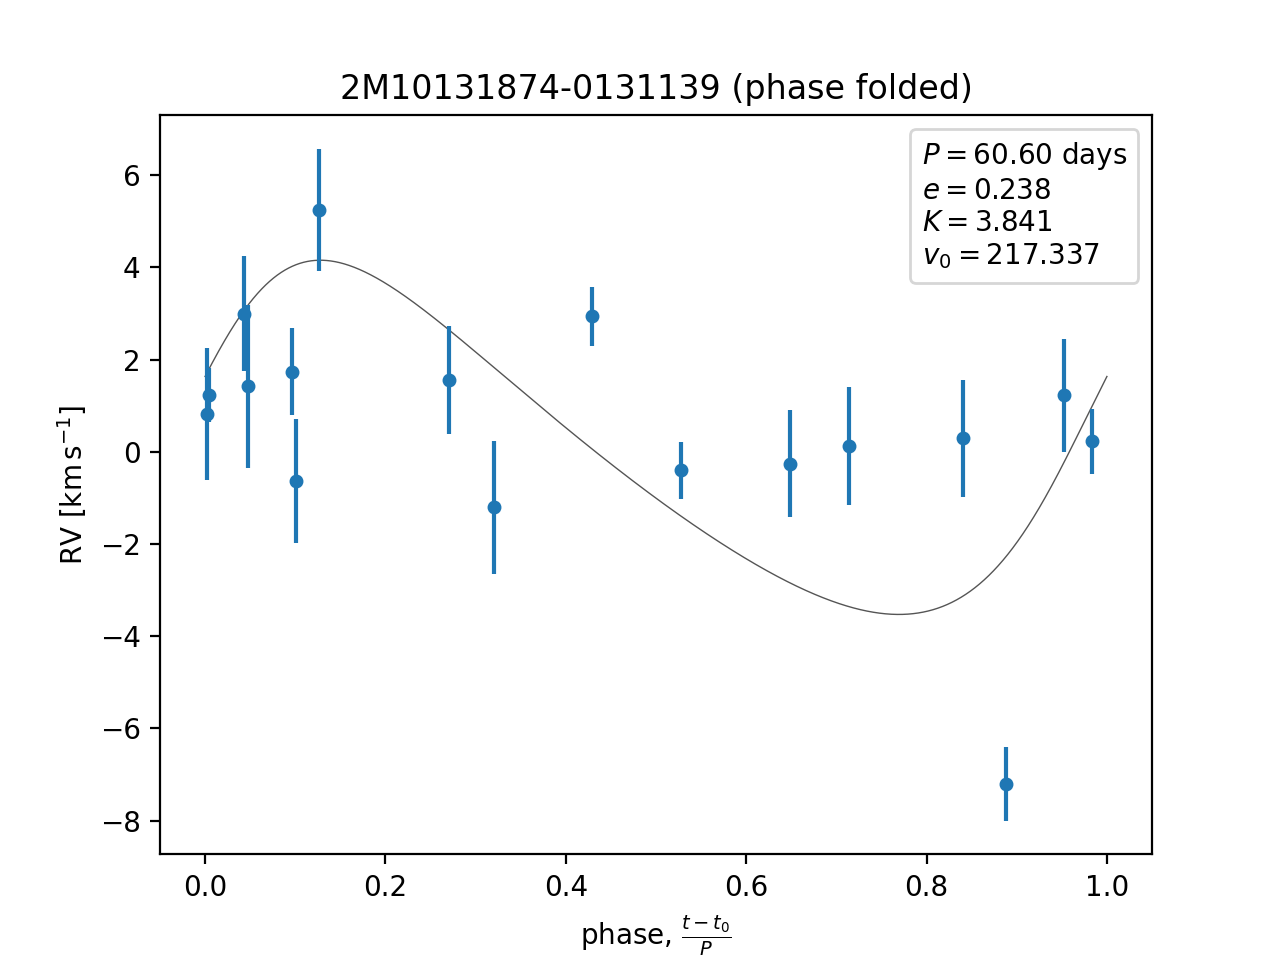 2M10131874-0131139 (phase folded)
P = 60.60 days
e = 0.238
K = 3.841
v₀ = 217.337
RV [km s⁻¹]
6
4
2
0
−2
−4
−6
−8
0.0 0.2 0.4 0.6 0.8 1.0
phase, (t − t₀)/P